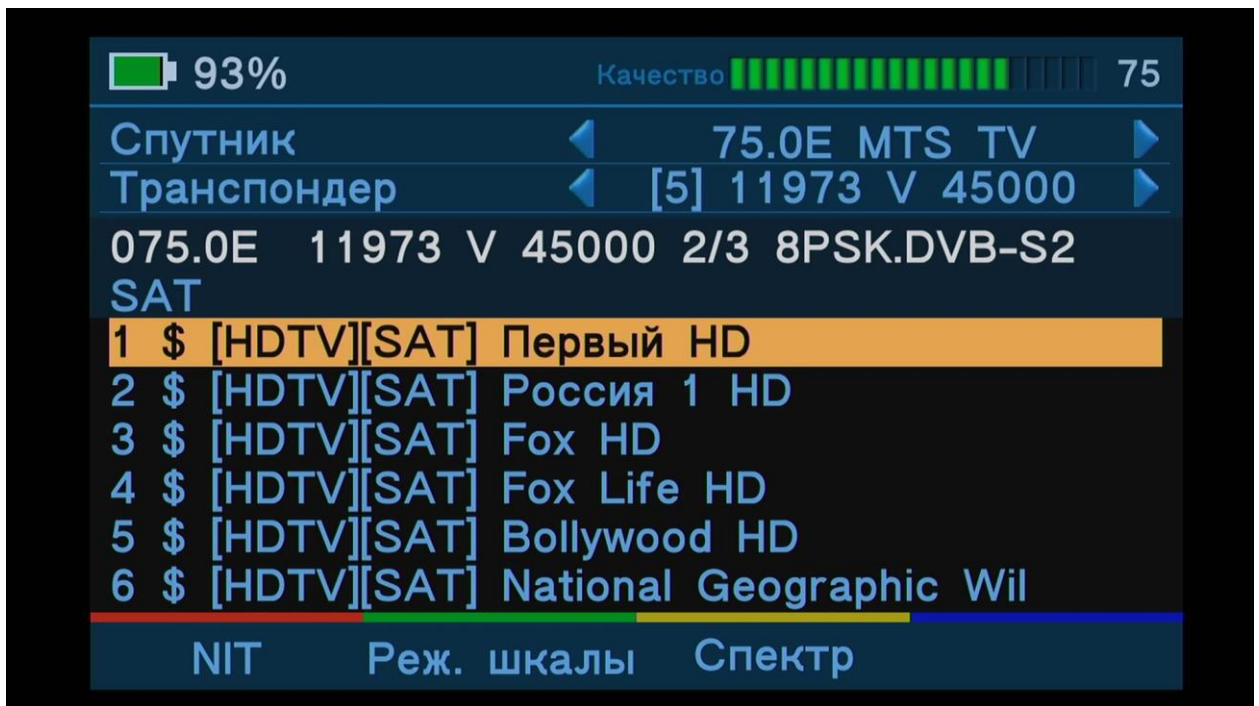 93% Качество 75
Спутник 75.0E MTS TV
Транспондер [5] 11973 V 45000
075.0E 11973 V 45000 2/3 8PSK.DVB-S2
SAT
1 $ [HDTV][SAT] Первый HD
2 $ [HDTV][SAT] Россия 1 HD
3 $ [HDTV][SAT] Fox HD
4 $ [HDTV][SAT] Fox Life HD
5 $ [HDTV][SAT] Bollywood HD
6 $ [HDTV][SAT] National Geographic Wil
NIT Реж. шкалы Спектр